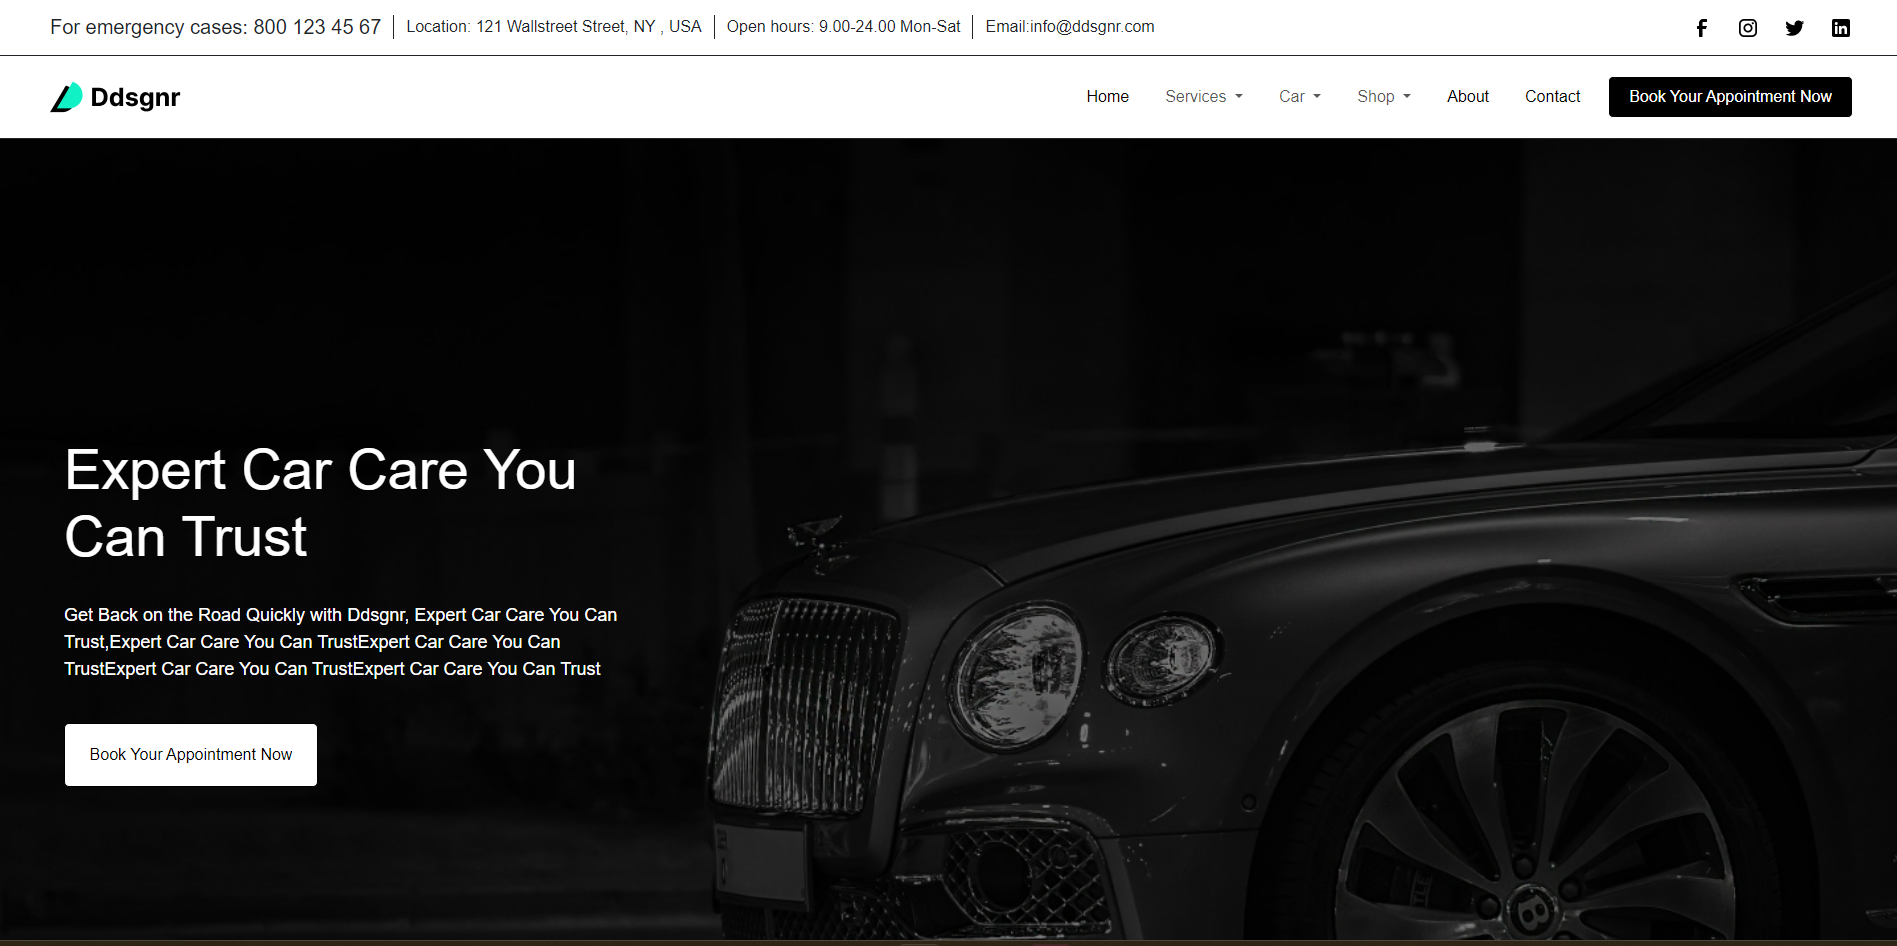 For emergency cases: 800 123 45 67
Location: 121 Wallstreet Street, NY , USA
Open hours: 9.00-24.00 Mon-Sat
Email:info@ddsgnr.com
Ddsgnr
Home
Services
Car
Shop
About
Contact
Book Your Appointment Now
Expert Car Care You
Can Trust
Get Back on the Road Quickly with Ddsgnr, Expert Car Care You Can
Trust,Expert Car Care You Can TrustExpert Car Care You Can
TrustExpert Car Care You Can TrustExpert Car Care You Can Trust
Book Your Appointment Now
B